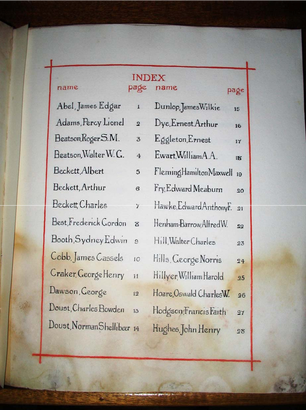 INDEX
name page name page
Abel, James Edgar 1
Adams, Percy Lionel 2
Beatson, Roger S.M. 3
Beatson, Walter W.G. 4
Beckett, Albert 5
Beckett, Arthur 6
Beckett, Charles 7
Best, Frederick Gordon 8
Booth, Sydney Edwin 9
Cobb, James Cassels 10
Craker, George Henry 11
Dawson, George 12
Doust, Charles Bowden 13
Doust, Norman Shellibeer 14
Dunlop, James Wilkie 15
Dye, Ernest Arthur 16
Eggleton, Ernest 17
Ewart, William A.A. 18
Fleming, Hamilton Maxwell 19
Fry, Edward Meaburn 20
Hawke, Edward Anthony F. 21
Henham-Barrow, Alfred W. 22
Hill, Walter Charles 23
Hills, George Norris 24
Hillyer, William Harold 25
Hoare, Oswald Charles W. 26
Hodgson, Francis Faith 27
Hughes, John Henry 28